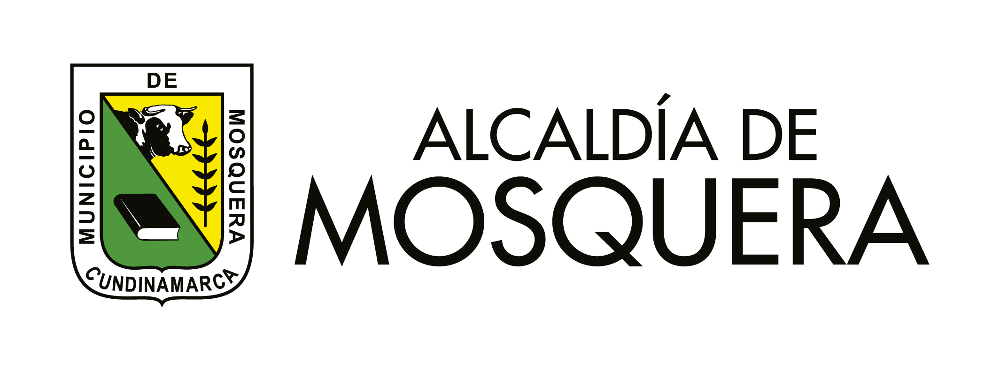 MUNICIPIO
DE
MOSQUERA
CUNDINAMARCA
ALCALDÍA DE
MOSQUERA